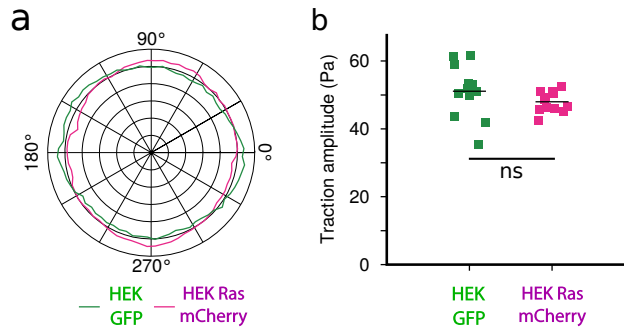 a
90°
180°
0°
270°
HEK
GFP
HEK Ras
mCherry
b
Traction amplitude (Pa)
60
40
20
0
ns
HEK
GFP
HEK Ras
mCherry